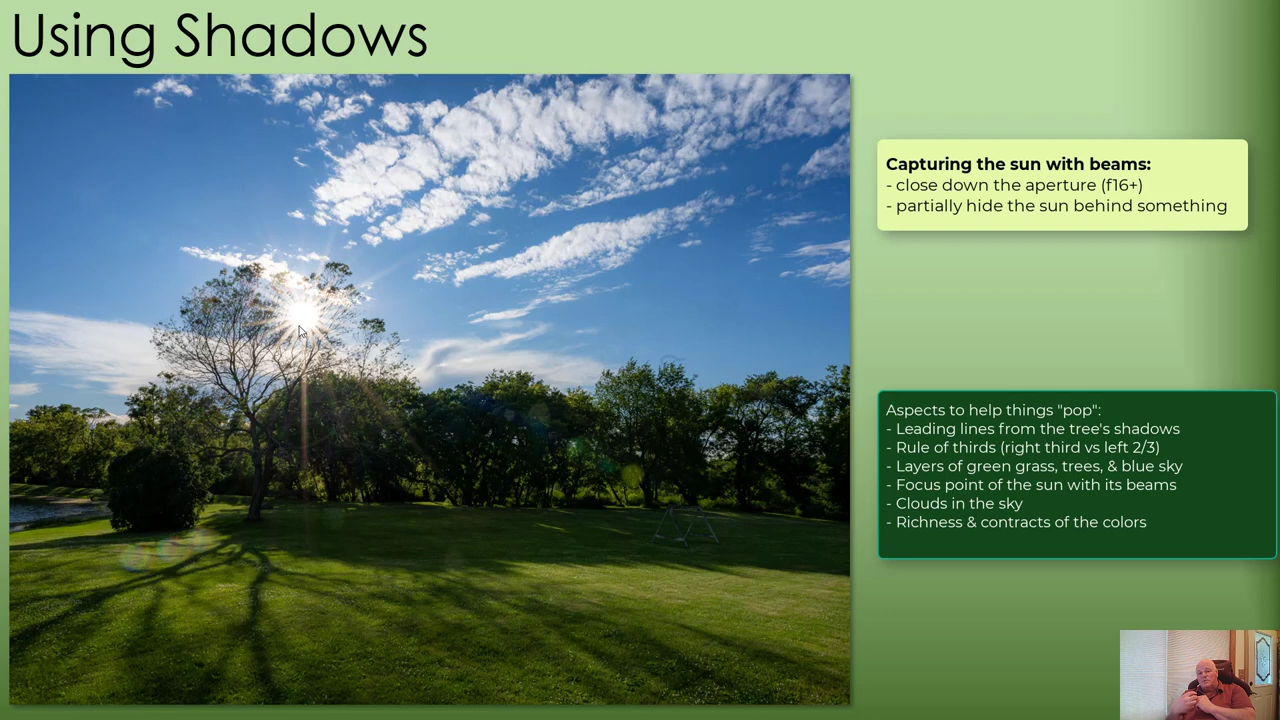 Using Shadows
Capturing the sun with beams:
- close down the aperture (f16+)
- partially hide the sun behind something
Aspects to help things "pop":
- Leading lines from the tree's shadows
- Rule of thirds (right third vs left 2/3)
- Layers of green grass, trees, & blue sky
- Focus point of the sun with its beams
- Clouds in the sky
- Richness & contracts of the colors